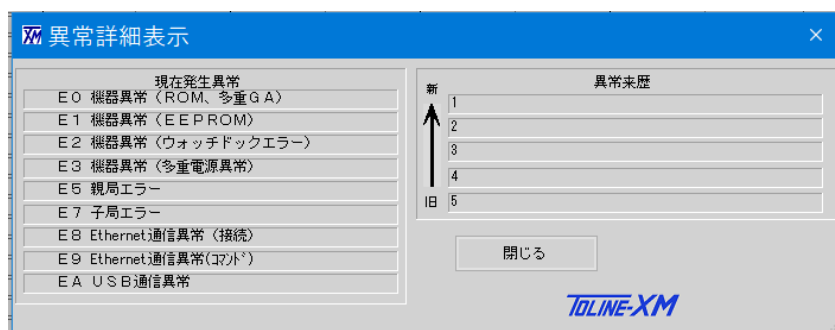 XM 異常詳細表示 ×
現在発生異常
E0 機器異常(ROM、多重GA)
E1 機器異常(EEPROM)
E2 機器異常(ウォッチドックエラー)
E3 機器異常(多重電源異常)
E5 親局エラー
E7 子局エラー
E8 Ethernet通信異常(接続)
E9 Ethernet通信異常(コマンド)
EA USB通信異常
異常来歴
新
1
2
3
4
旧 5
閉じる
TOLINE-XM